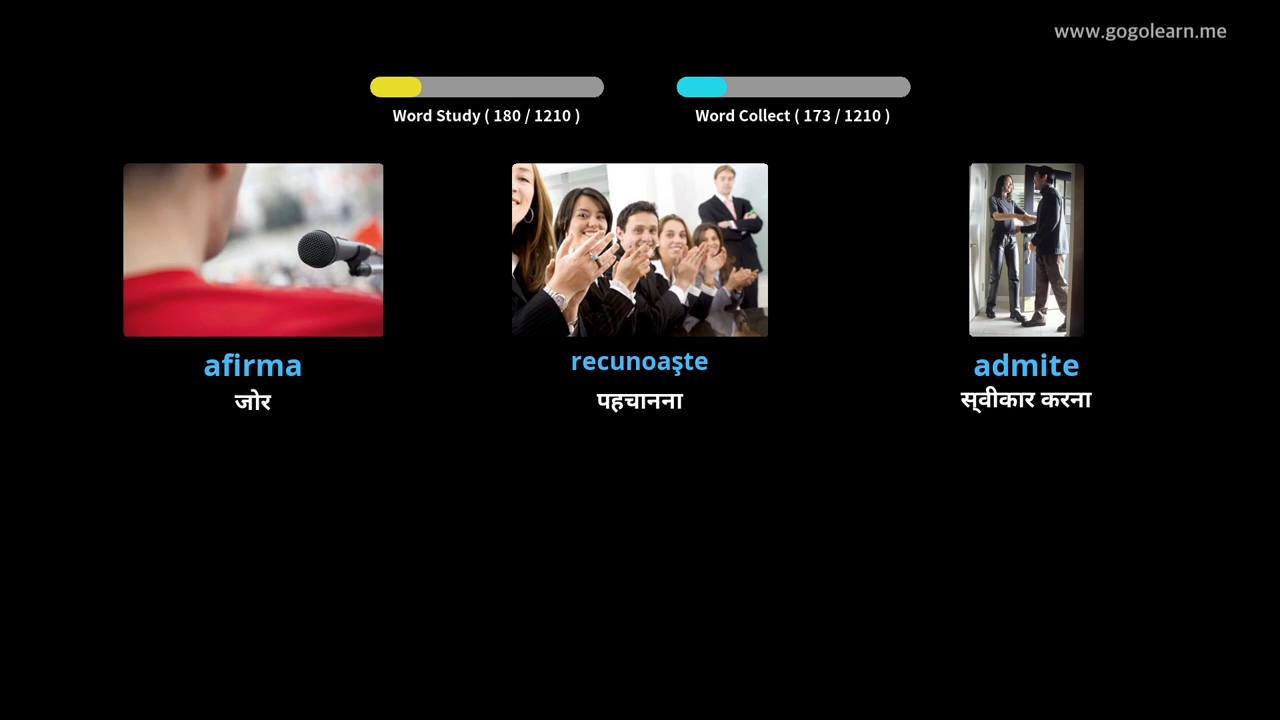 www.gogolearn.me
Word Study ( 180 / 1210 )
Word Collect ( 173 / 1210 )
afirma
recunoaşte
admite
जोर
पहचानना
स्वीकार करना